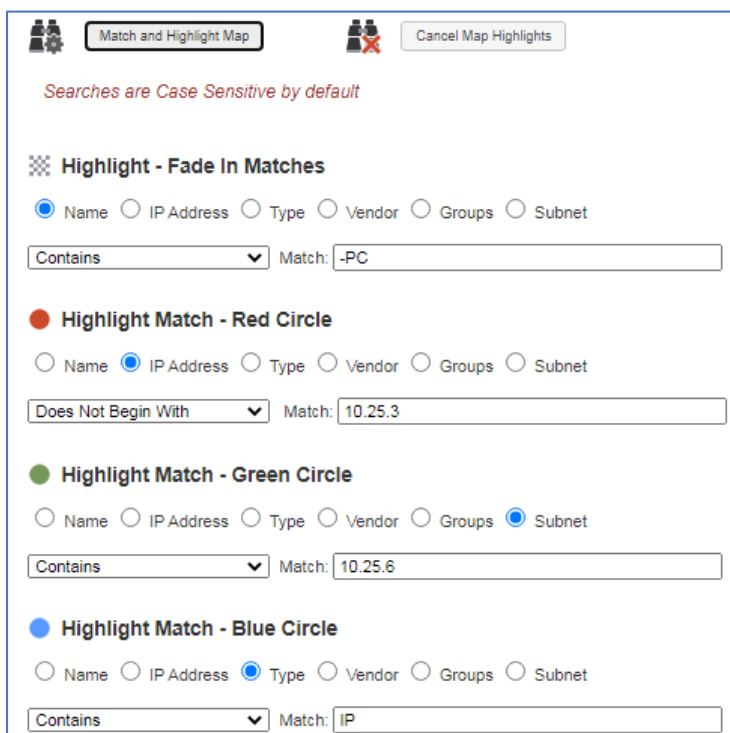 Match and Highlight Map Cancel Map Highlights
Searches are Case Sensitive by default
Highlight - Fade In Matches
Name IP Address Type Vendor Groups Subnet
Contains Match: -PC
Highlight Match - Red Circle
Name IP Address Type Vendor Groups Subnet
Does Not Begin With Match: 10.25.3
Highlight Match - Green Circle
Name IP Address Type Vendor Groups Subnet
Contains Match: 10.25.6
Highlight Match - Blue Circle
Name IP Address Type Vendor Groups Subnet
Contains Match: IP